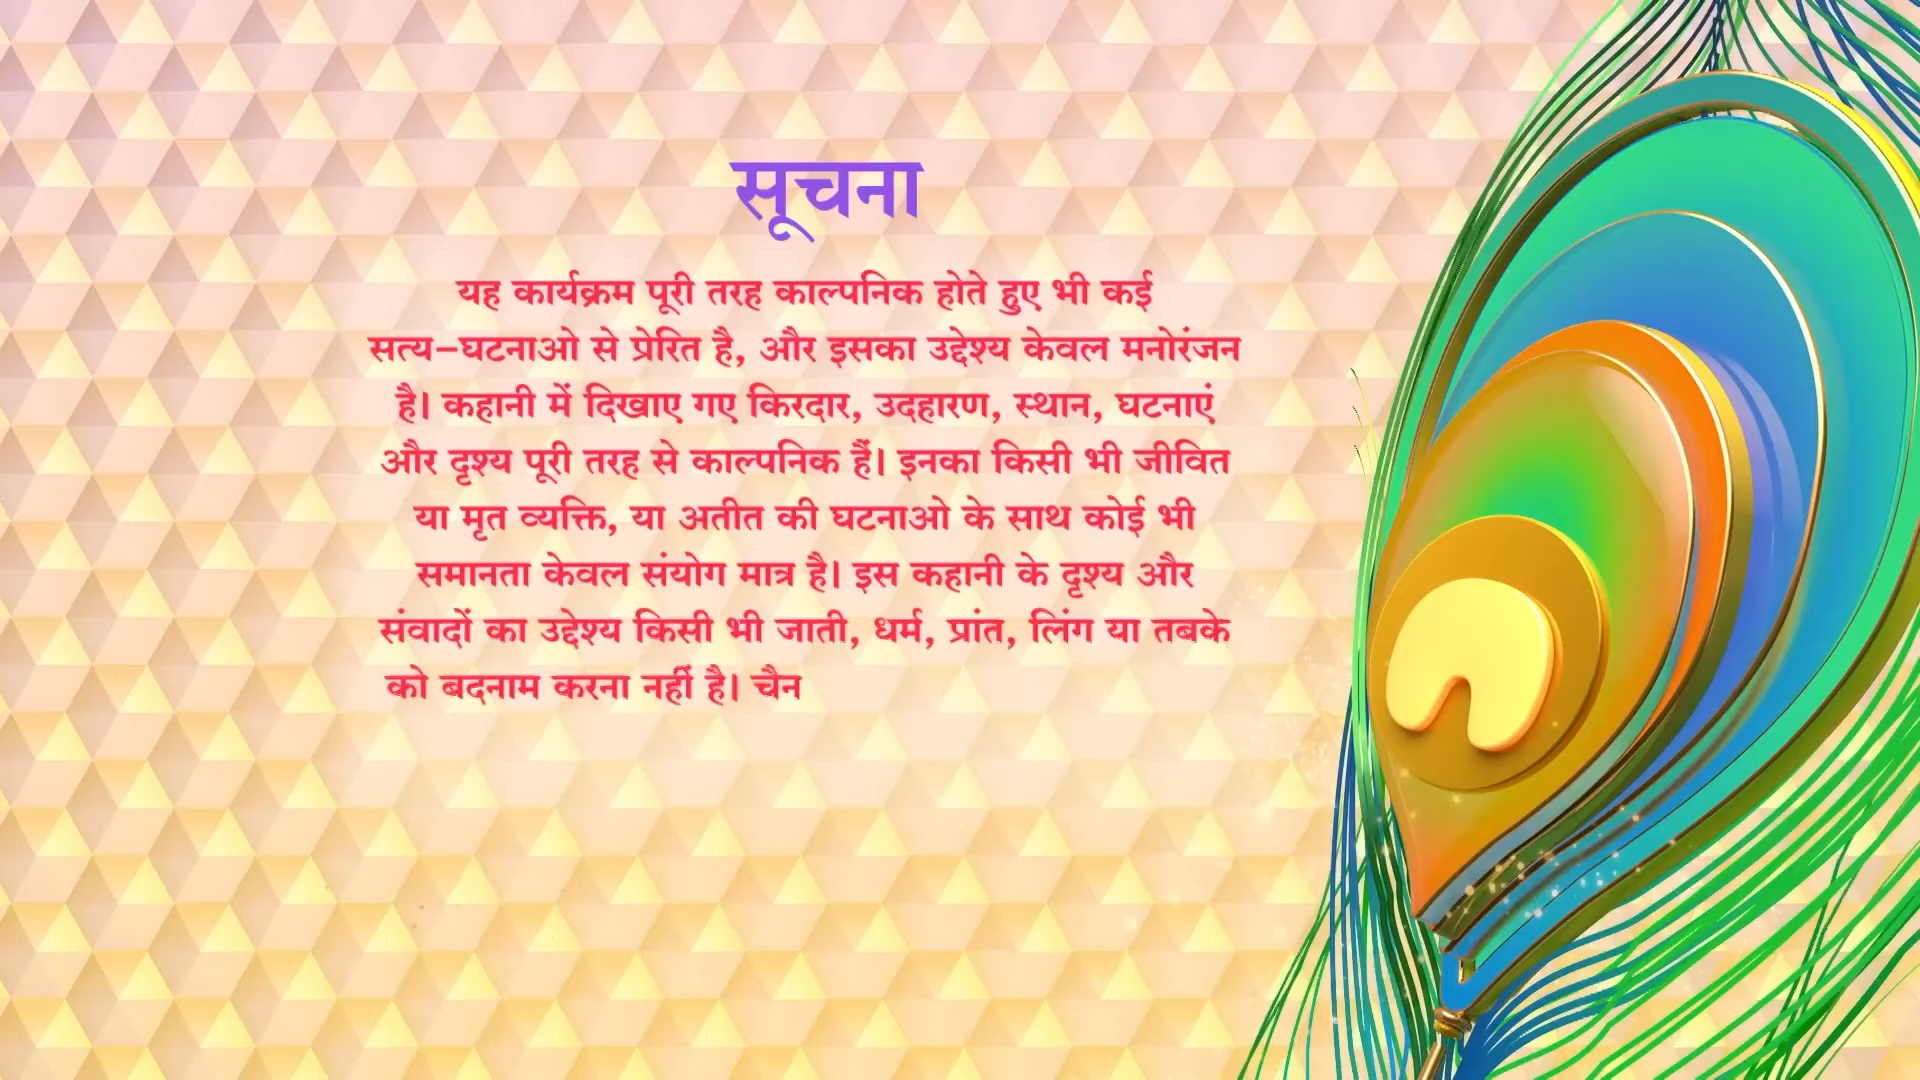 सूचना
यह कार्यक्रम पूरी तरह काल्पनिक होते हुए भी कई
सत्य-घटनाओ से प्रेरित है, और इसका उद्देश्य केवल मनोरंजन
है। कहानी में दिखाए गए किरदार, उदहारण, स्थान, घटनाएं
और दृश्य पूरी तरह से काल्पनिक हैं। इनका किसी भी जीवित
या मृत व्यक्ति, या अतीत की घटनाओ के साथ कोई भी
समानता केवल संयोग मात्र है। इस कहानी के दृश्य और
संवादों का उद्देश्य किसी भी जाती, धर्म, प्रांत, लिंग या तबके
को बदनाम करना नहीं है। चैन